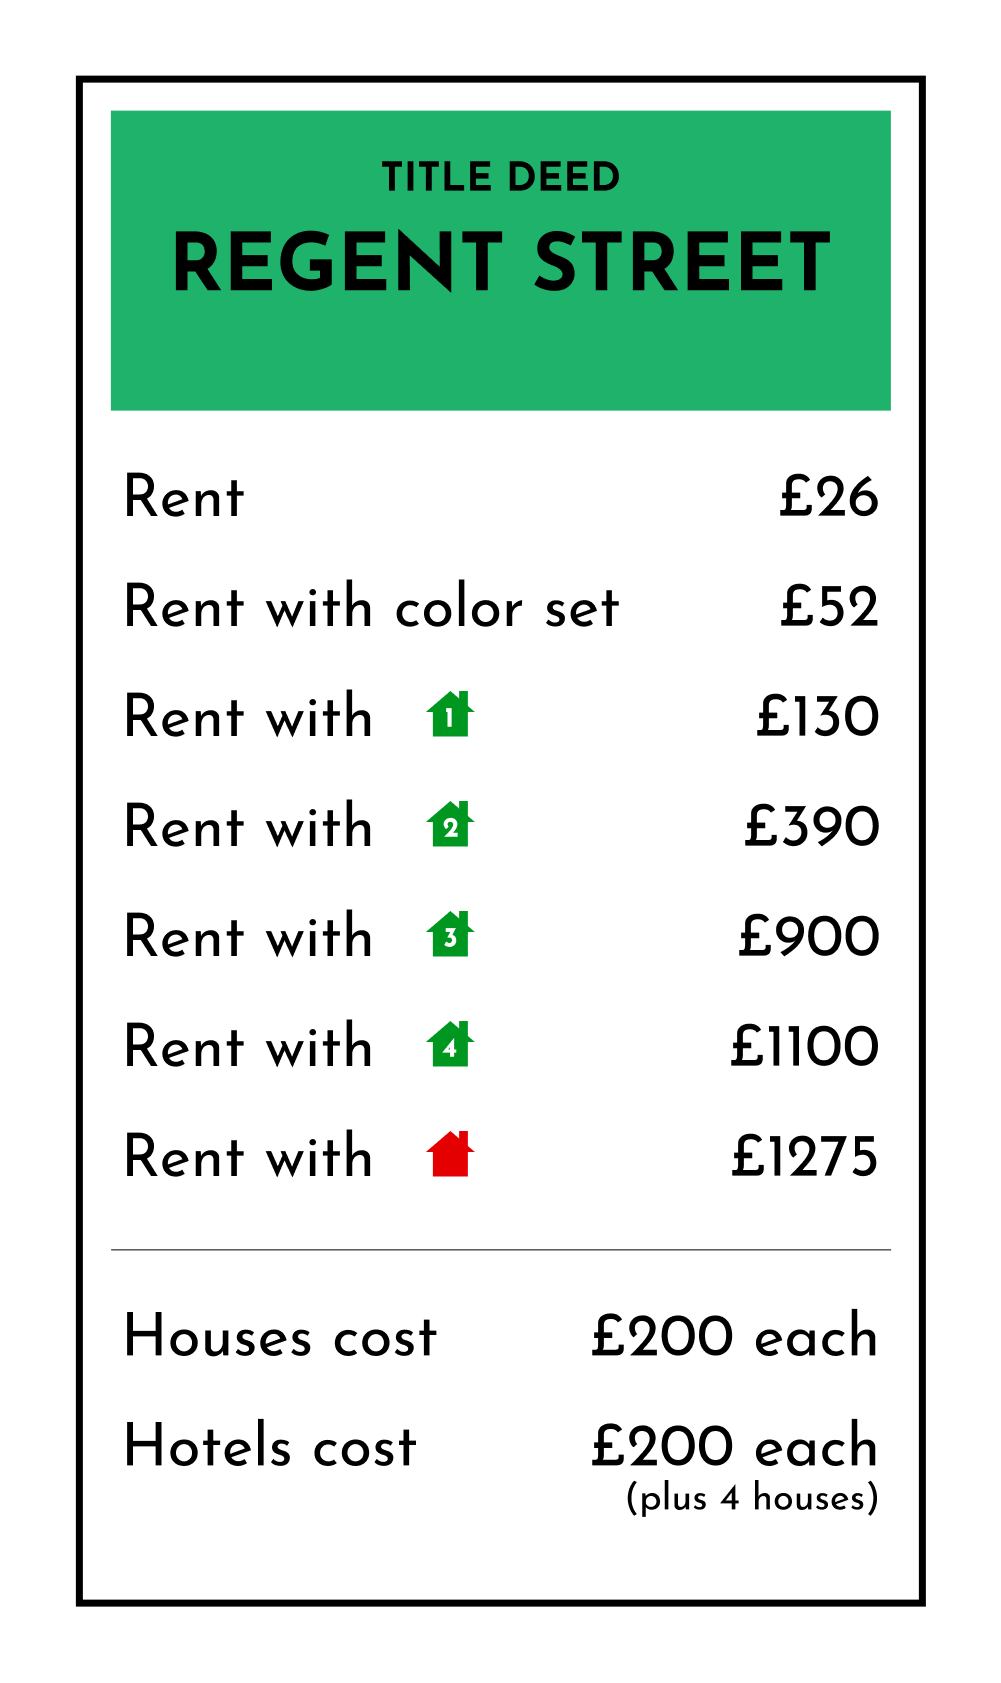 TITLE DEED
REGENT STREET
Rent £26
Rent with color set £52
Rent with 1 £130
Rent with 2 £390
Rent with 3 £900
Rent with 4 £1100
Rent with £1275
Houses cost £200 each
Hotels cost £200 each
(plus 4 houses)